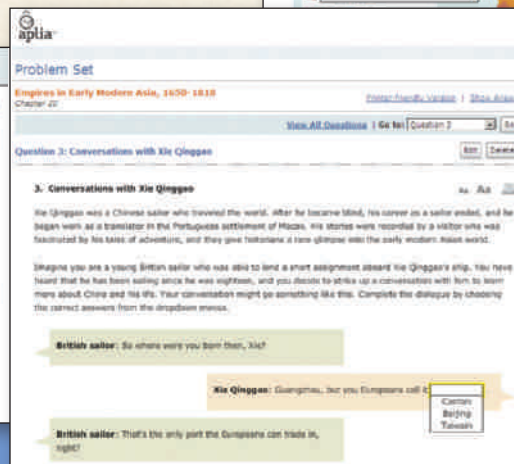 aplia
Problem Set
Empires in Early Modern Asia, 1650-1818
Chapter 20
Printer Friendly Version | Show
View All Questions | Go to: Question 3
Question 3: Conversations with Xie Qinggao
Edit Delete
3. Conversations with Xie Qinggao
Aa Aa
Xie Qinggao was a Chinese sailor who traveled the world. After he became blind, his career as a sailor ended, and he
began work as a translator in the Portuguese settlement of Macao. His stories were recorded by a visitor who was
fascinated by his tales of adventure, and they give historians a rare glimpse into the early modern Asian world.
Imagine you are a young British sailor who was able to land a short assignment aboard Xie Qinggao's ship. You have
heard that he has been sailing since he was eighteen, and you decide to strike up a conversation with him to learn
more about China and his life. Your conversation might go something like this. Complete the dialogue by choosing
the correct answers from the dropdown menus.
British sailor: So where were you born then, Xie?
Xie Qinggao: Guangzhou, but you Europeans call it
Canton
Beijing
Taiwan
British sailor: That's the only port the Europeans can trade in,
right?